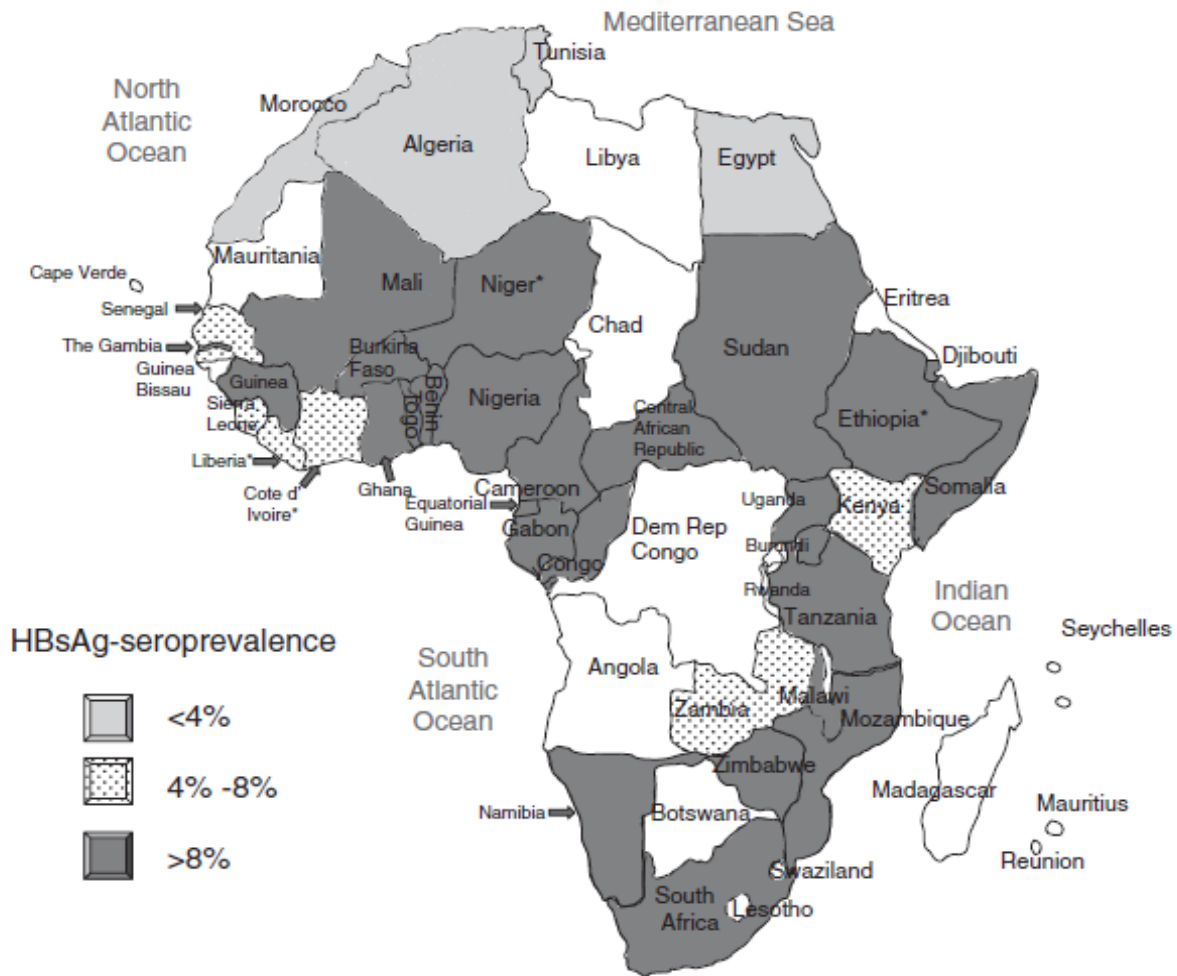 Mediterranean Sea
Tunisia
North
Atlantic
Ocean
Morocco
Algeria
Libya
Egypt
Mauritania
Cape Verde
Mali
Niger*
Senegal
Chad
Eritrea
The Gambia
Sudan
Djibouti
Guinea
Bissau
Burkina
Faso
Guinea
Benin
Togo
Nigeria
Ethiopia*
Sierra
Leone
Central
African
Republic
Liberia*
Cote d'
Ivoire*
Ghana
Cameroon
Equatorial
Guinea
Uganda
Kenya
Somalia
Gabon
Dem Rep
Congo
Congo
Burundi
Rwanda
Indian
Ocean
Tanzania
Seychelles
HBsAg-seroprevalence
South
Atlantic
Ocean
Angola
<4%
Zambia
Malawi
Mozambique
4% -8%
Zimbabwe
Madagascar
Namibia
Botswana
Mauritius
>8%
Reunion
Swaziland
South
Africa
Lesotho